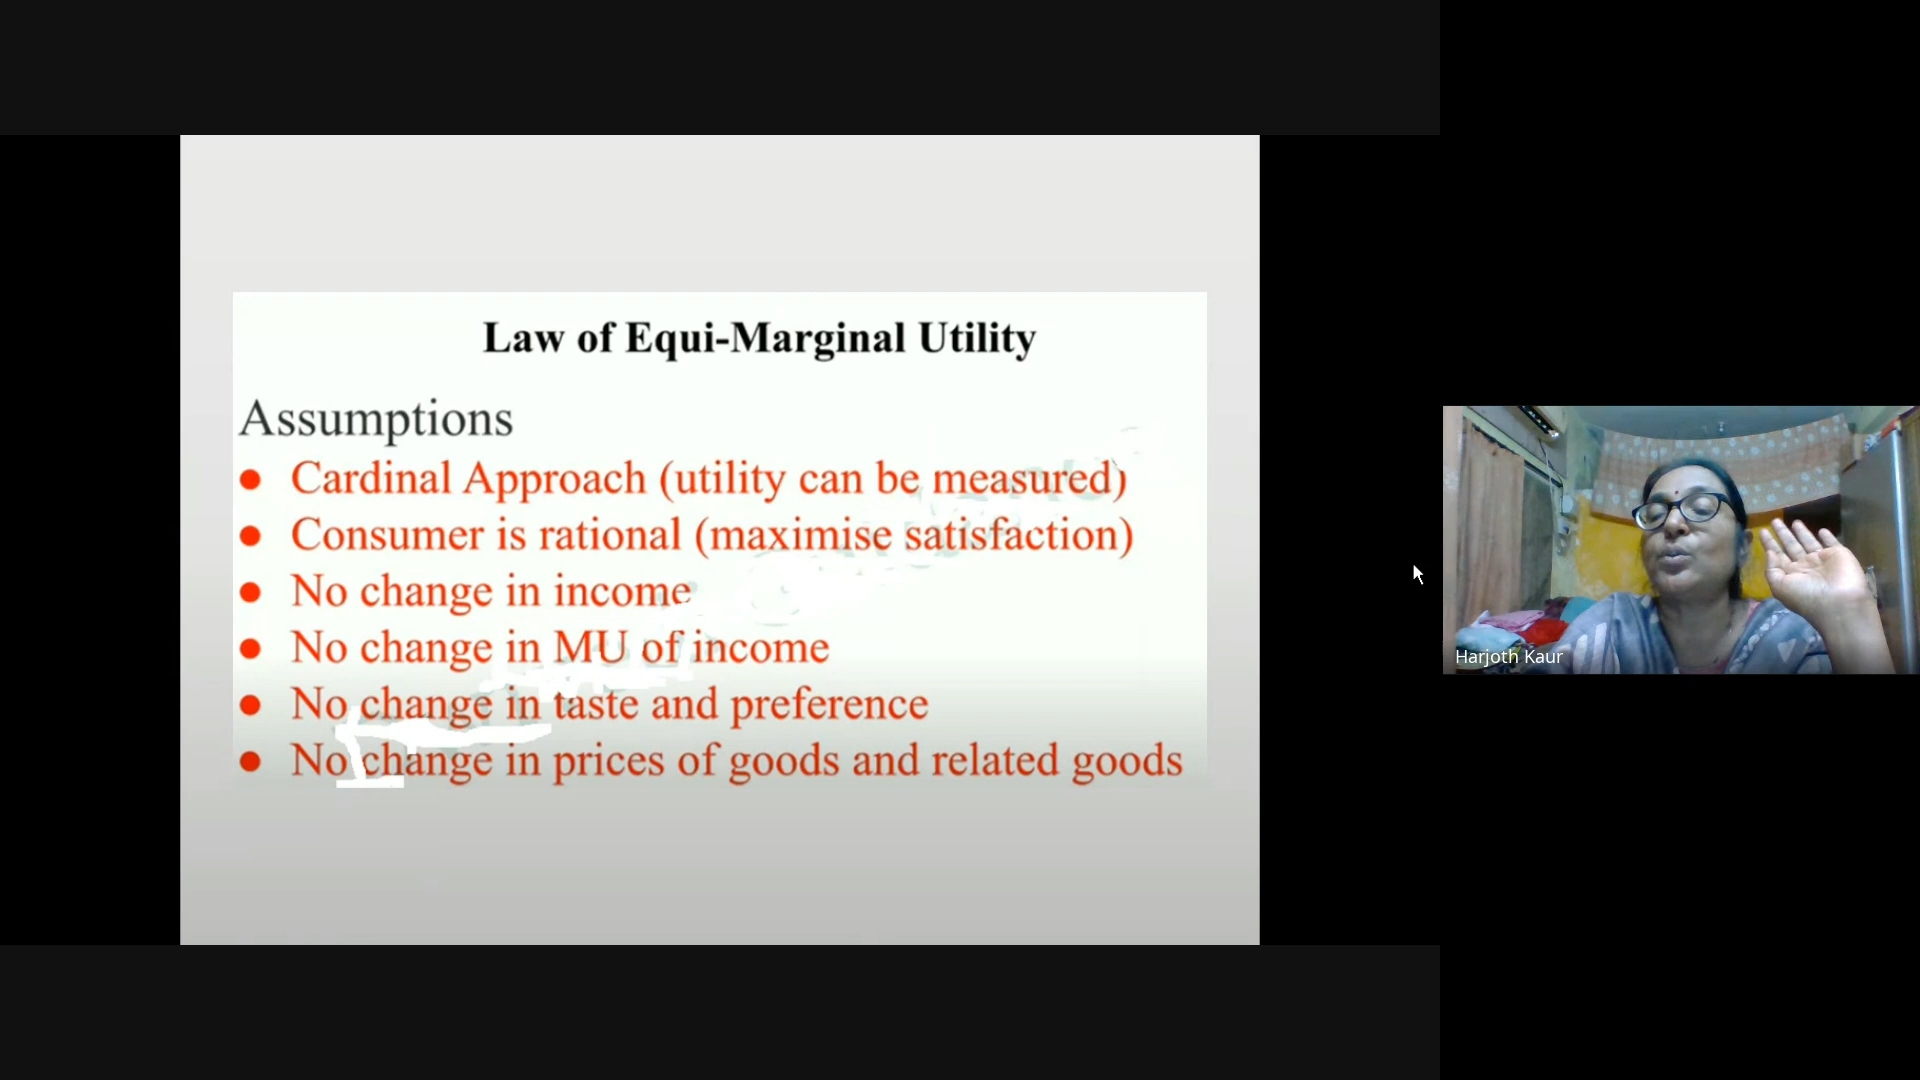 Law of Equi-Marginal Utility
Assumptions
● Cardinal Approach (utility can be measured)
● Consumer is rational (maximise satisfaction)
● No change in income
● No change in MU of income
● No change in taste and preference
● No change in prices of goods and related goods
Harjoth Kaur